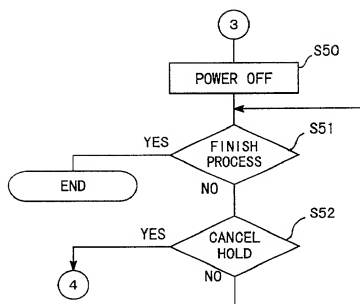 3
S50
POWER OFF
S51
YES
FINISH
PROCESS
END
NO
S52
YES
CANCEL
HOLD
4
NO